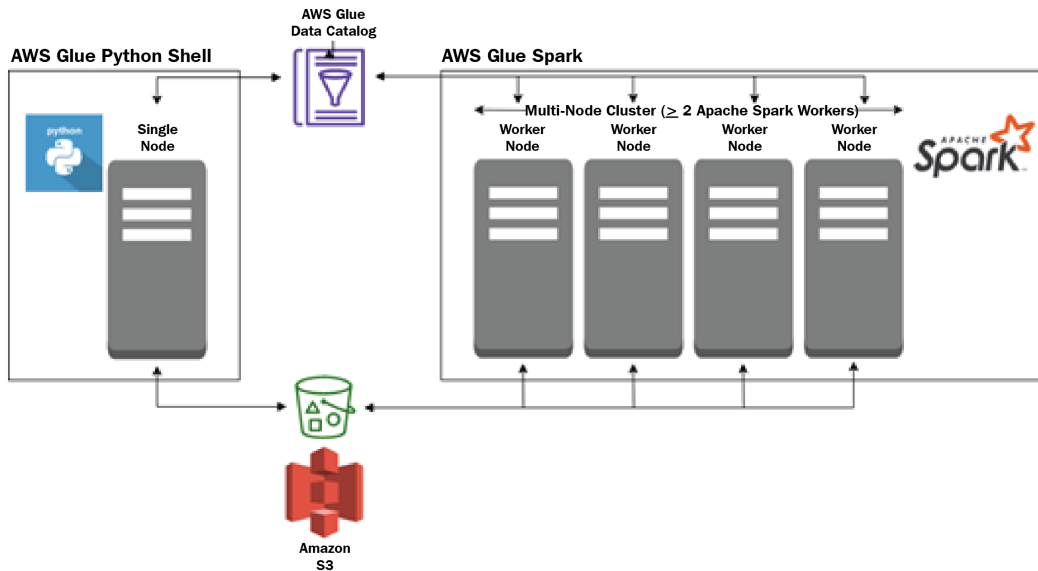 AWS Glue
Data Catalog
AWS Glue Python Shell
AWS Glue Spark
Multi-Node Cluster (≥ 2 Apache Spark Workers)
python
Single
Node
Worker
Node
Worker
Node
Worker
Node
Worker
Node
APACHE
Spark
Amazon
S3